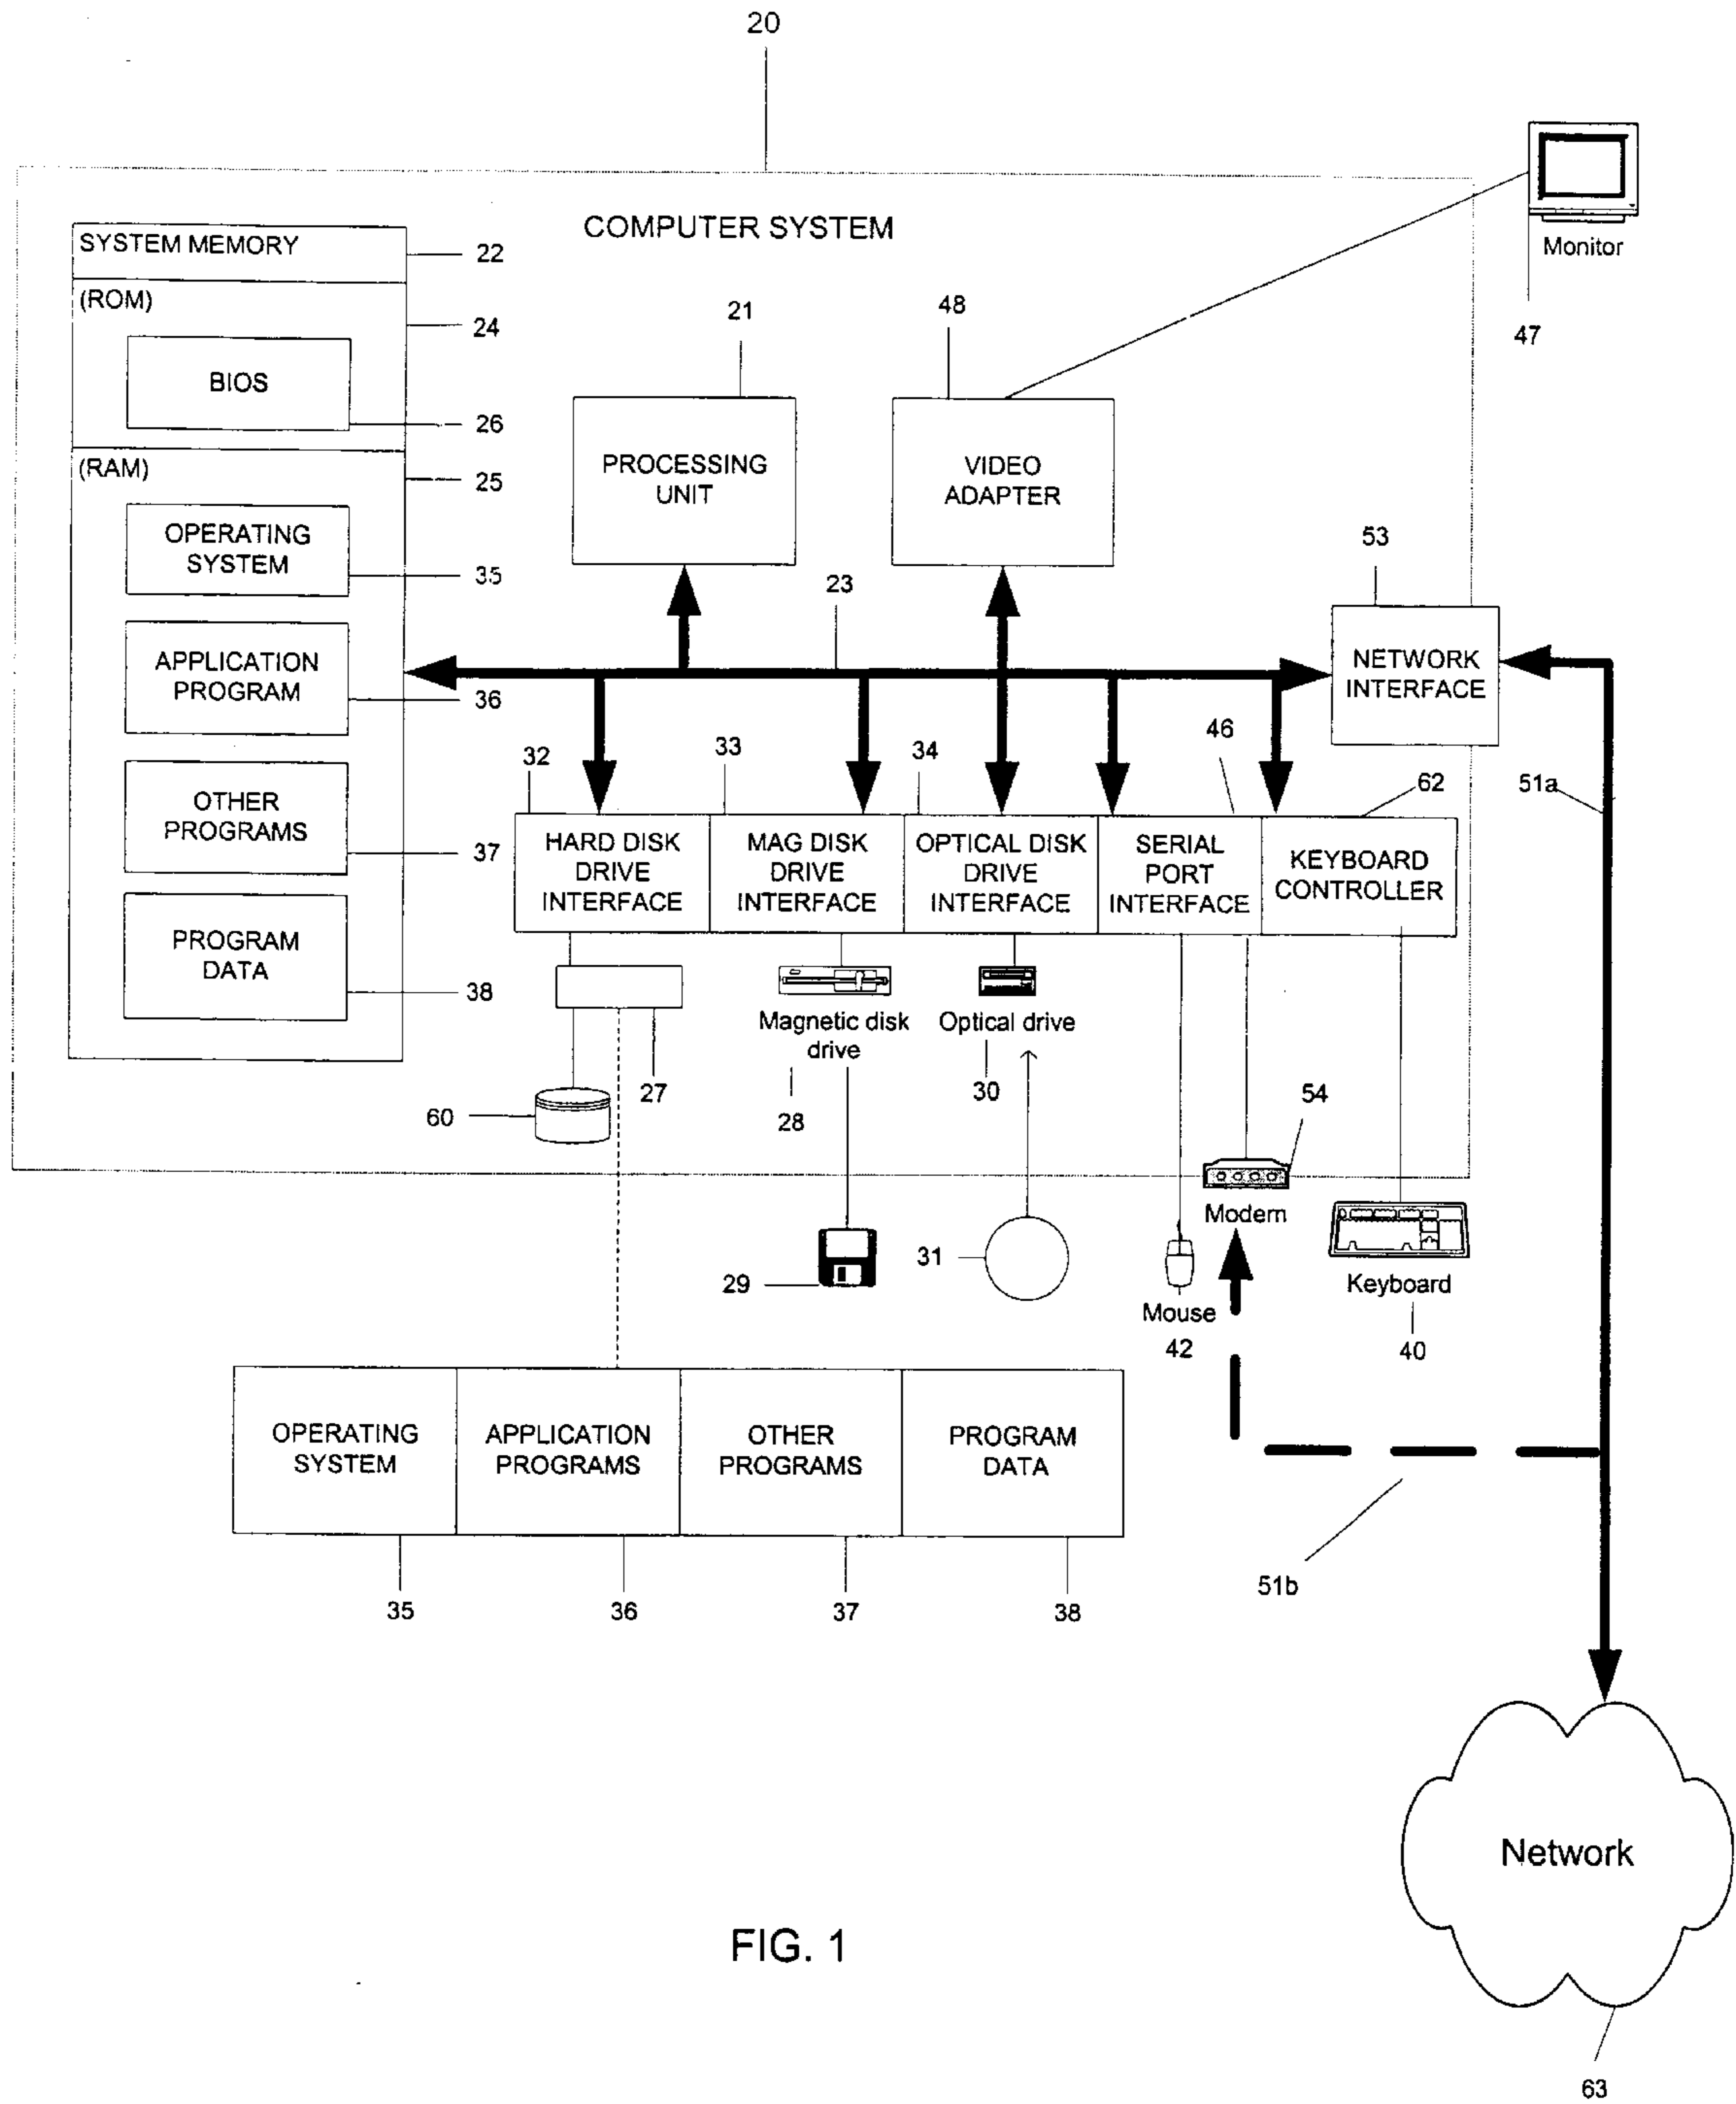 20
COMPUTER SYSTEM
Monitor
47
SYSTEM MEMORY
22
(ROM)
24
BIOS
26
(RAM)
25
OPERATING
SYSTEM
35
APPLICATION
PROGRAM
36
OTHER
PROGRAMS
37
PROGRAM
DATA
38
21
PROCESSING
UNIT
48
VIDEO
ADAPTER
23
53
NETWORK
INTERFACE
51a
32
HARD DISK
DRIVE
INTERFACE
33
MAG DISK
DRIVE
INTERFACE
34
OPTICAL DISK
DRIVE
INTERFACE
46
SERIAL
PORT
INTERFACE
62
KEYBOARD
CONTROLLER
27
60
Magnetic disk
drive
28
Optical drive
30
54
Modem
29
31
Mouse
42
Keyboard
40
OPERATING
SYSTEM
APPLICATION
PROGRAMS
OTHER
PROGRAMS
PROGRAM
DATA
35
36
37
38
51b
Network
63
FIG. 1